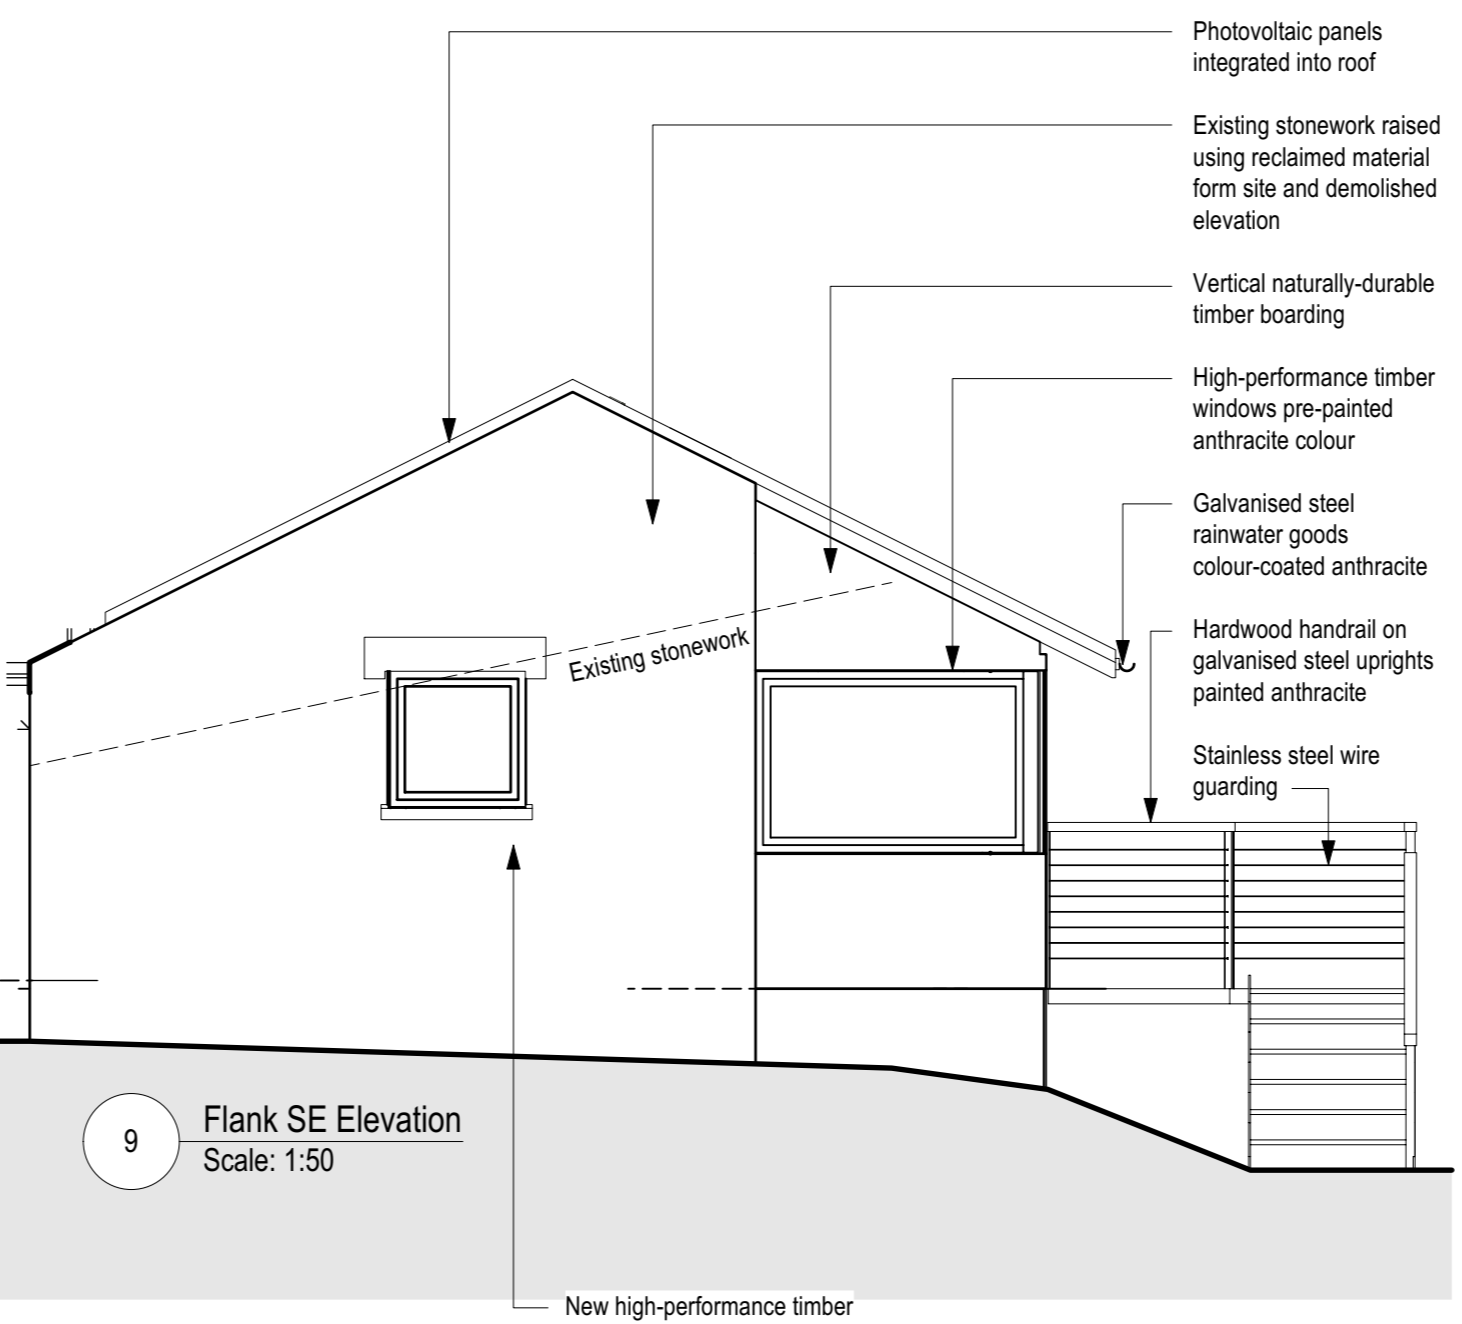 Photovoltaic panels
integrated into roof
Existing stonework raised
using reclaimed material
form site and demolished
elevation
Vertical naturally-durable
timber boarding
High-performance timber
windows pre-painted
anthracite colour
Galvanised steel
rainwater goods
colour-coated anthracite
Hardwood handrail on
galvanised steel uprights
painted anthracite
Stainless steel wire
guarding
Existing stonework
9
Flank SE Elevation
Scale: 1:50
New high-performance timber